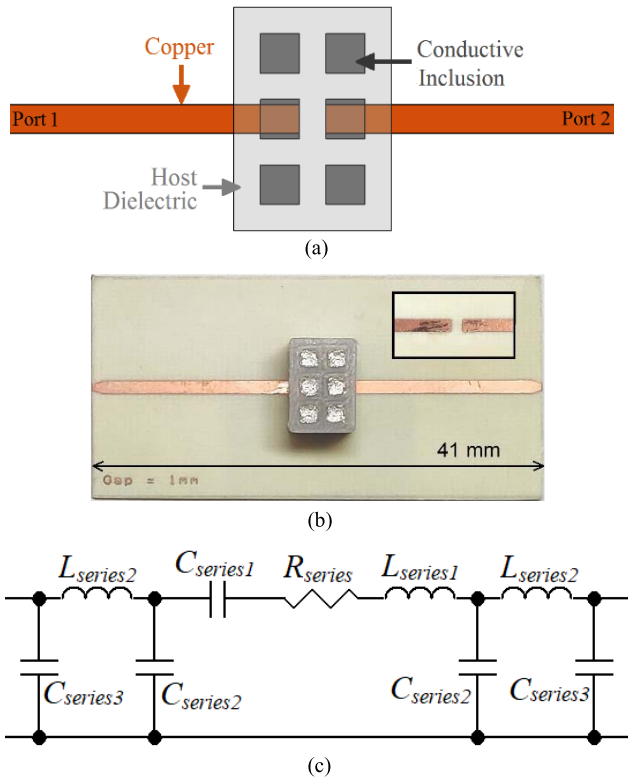 Copper
Conductive
Inclusion
Port 1
Port 2
Host
Dielectric
(a)
41 mm
Gap = 1mm
(b)
Lseries2
Cseries1
Rseries
Lseries1
Lseries2
Cseries3
Cseries2
Cseries2
Cseries3
(c)